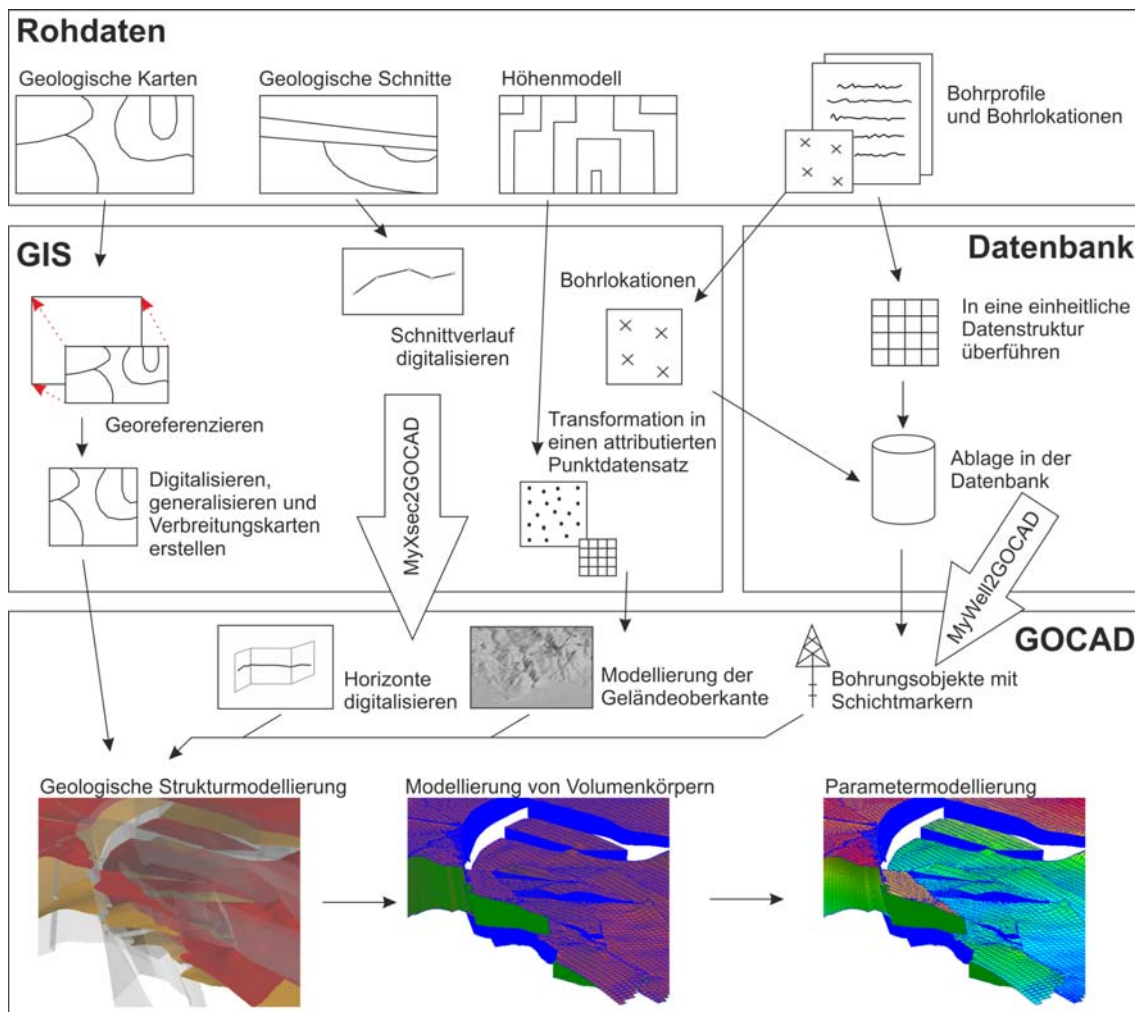 Rohdaten
Geologische Karten
Geologische Schnitte
Höhenmodell
Bohrprofile
und Bohrlokationen
GIS
Datenbank
Schnittverlauf
digitalisieren
Bohrlokationen
In eine einheitliche
Datenstruktur
überführen
Georeferenzieren
Transformation in
einen attributierten
Punktdatensatz
Digitalisieren,
generalisieren und
Verbreitungskarten
erstellen
MyXsec2GOCAD
Ablage in der
Datenbank
MyWell2GOCAD
GOCAD
Horizonte
digitalisieren
Modellierung der
Geländeoberkante
Bohrungsobjekte mit
Schichtmarkern
Geologische Strukturmodellierung
Modellierung von Volumenkörpern
Parametermodellierung